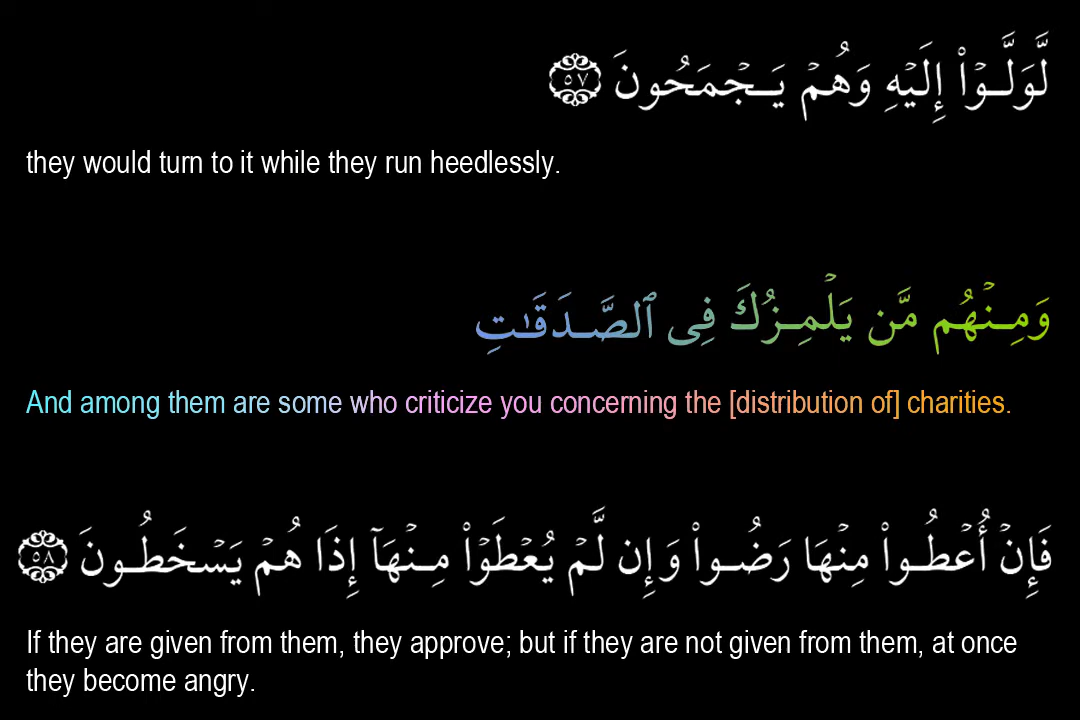 لَّوَلَّوْا۟ إِلَيْهِ وَهُمْ يَجْمَحُونَ ٥٧
they would turn to it while they run heedlessly.
وَمِنْهُم مَّن يَلْمِزُكَ فِى ٱلصَّدَقَـٰتِ
And among them are some who criticize you concerning the [distribution of] charities.
فَإِنْ أُعْطُوا۟ مِنْهَا رَضُوا۟ وَإِن لَّمْ يُعْطَوْا۟ مِنْهَآ إِذَا هُمْ يَسْخَطُونَ ٥٨
If they are given from them, they approve; but if they are not given from them, at once
they become angry.